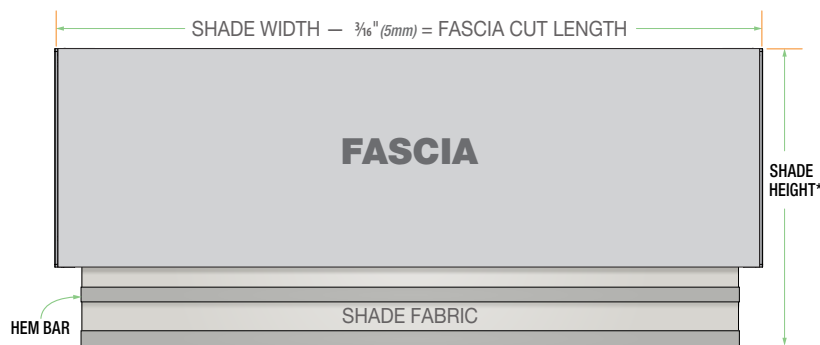 SHADE WIDTH — 3/16" (5mm) = FASCIA CUT LENGTH
FASCIA
SHADE
HEIGHT*
SHADE FABRIC
HEM BAR